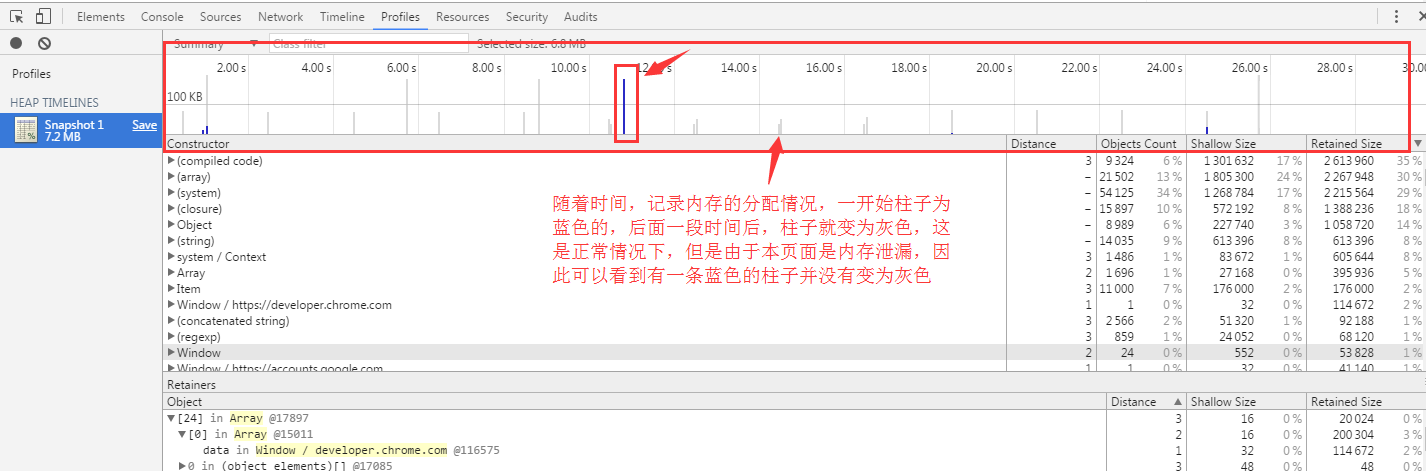 Elements Console Sources Network Timeline Profiles Resources Security Audits
Summary Class filter Selected size: 6.8 MB
Profiles
HEAP TIMELINES
Snapshot 1 Save
7.2 MB
2.00 s 4.00 s 6.00 s 8.00 s 10.00 s 12.00 s 14.00 s 16.00 s 18.00 s 20.00 s 22.00 s 24.00 s 26.00 s 28.00 s 30.00
100 KB
Constructor Distance Objects Count Shallow Size Retained Size
(compiled code) 3 9 324 6 % 1 301 632 17 % 2 613 960 35 %
(array) – 21 502 13 % 1 805 300 24 % 2 267 948 30 %
(system) – 54 125 34 % 1 268 784 17 % 2 215 564 29 %
(closure) – 15 897 10 % 572 192 8 % 1 388 236 18 %
Object – 8 989 6 % 227 740 3 % 1 058 720 14 %
(string) – 14 035 9 % 613 396 8 % 613 396 8 %
system / Context 3 1 486 1 % 83 672 1 % 605 644 8 %
Array 2 1 696 1 % 27 168 0 % 395 936 5 %
Item 3 11 000 7 % 176 000 2 % 176 000 2 %
Window / https://developer.chrome.com 1 1 0 % 32 0 % 114 672 2 %
(concatenated string) 3 2 566 2 % 51 320 1 % 92 188 1 %
(regexp) 3 859 1 % 24 052 0 % 68 120 1 %
Window 2 24 0 % 552 0 % 53 828 1 %
Window / https://accounts.google.com 1 1 0 % 32 0 % 41 140 1 %
随着时间，记录内存的分配情况，一开始柱子为
蓝色的，后面一段时间后，柱子就变为灰色，这
是正常情况下，但是由于本页面是内存泄漏，因
此可以看到有一条蓝色的柱子并没有变为灰色
Retainers
Object Distance Shallow Size Retained Size
[24] in Array @17897 3 16 0 % 20 024 0 %
[0] in Array @15011 2 16 0 % 200 304 3 %
data in Window / developer.chrome.com @116575 1 32 0 % 114 672 2 %
0 in (object elements)[] @17085 3 48 0 % 48 0 %